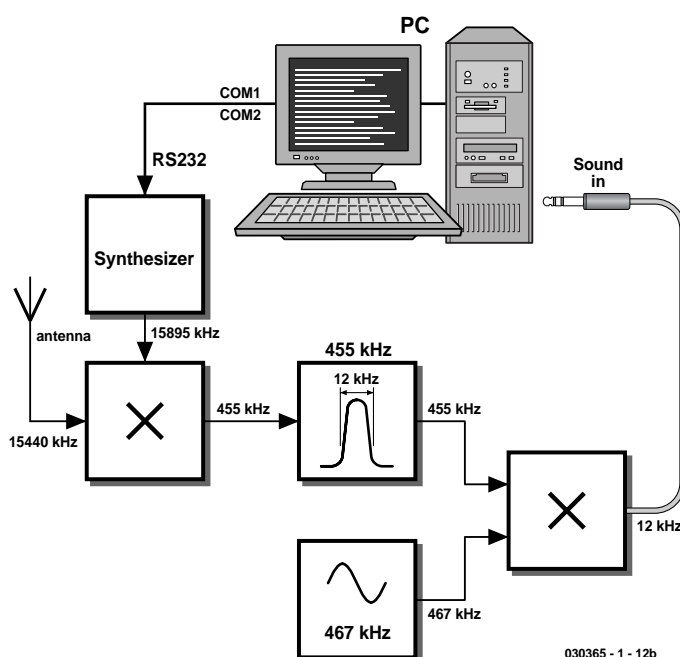 PC
COM1
COM2
RS232
Sound
in
Synthesizer
antenna
15895 kHz
455 kHz
12 kHz
15440 kHz
455 kHz
455 kHz
12 kHz
467 kHz
467 kHz
030365 - 1 - 12b